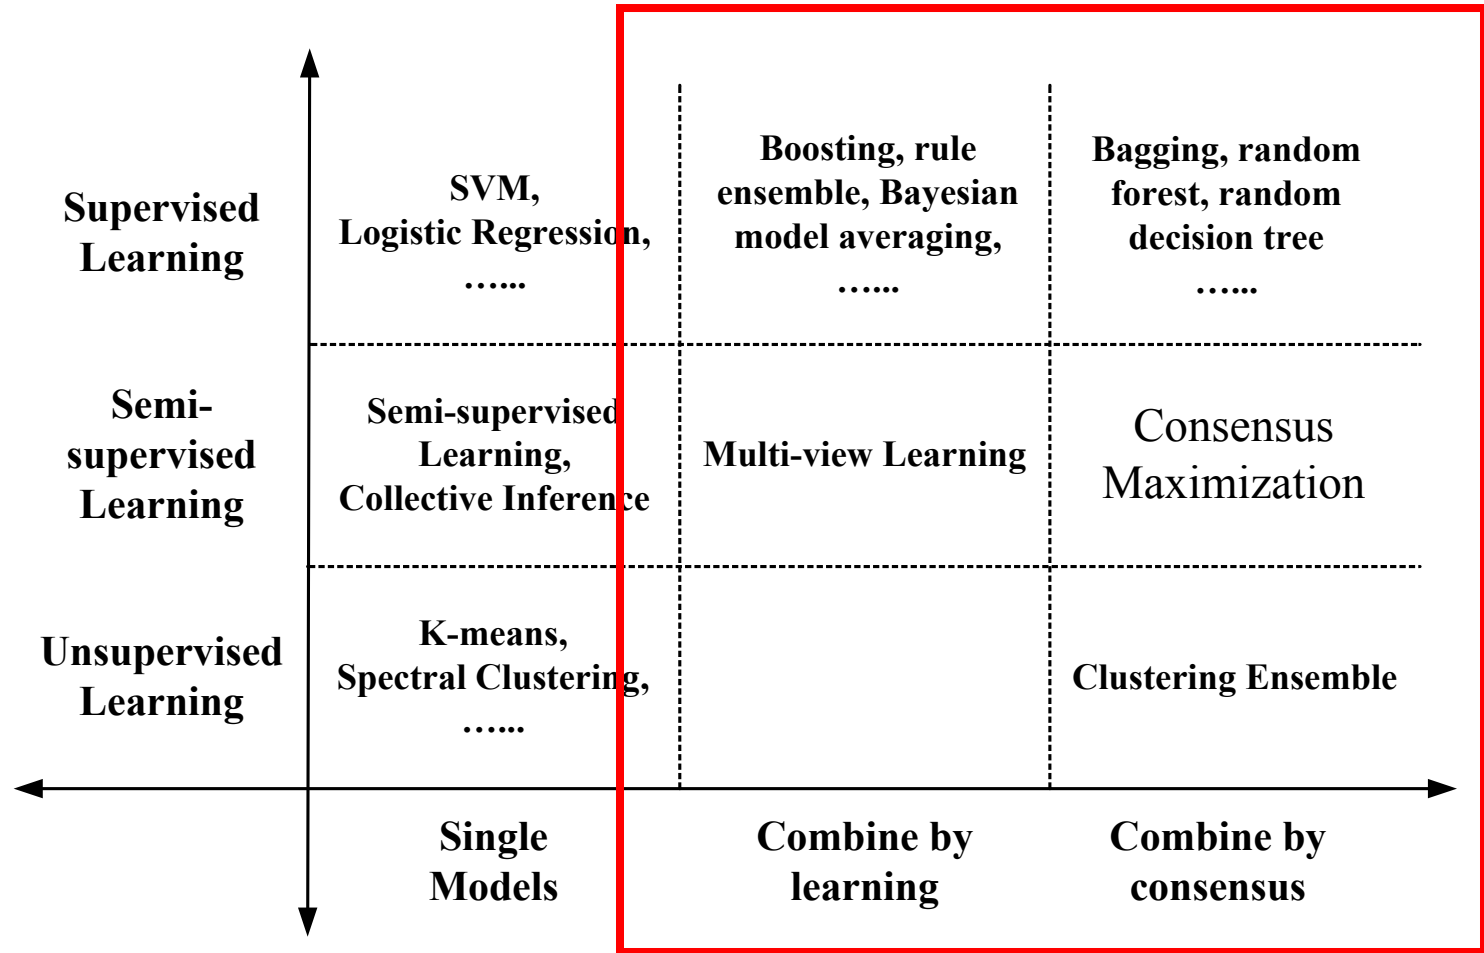 Supervised
Learning
SVM,
Logistic Regression,
…...
Boosting, rule
ensemble, Bayesian
model averaging,
…...
Bagging, random
forest, random
decision tree
…...
Semi-
supervised
Learning
Semi-supervised
Learning,
Collective Inference
Multi-view Learning
Consensus
Maximization
Unsupervised
Learning
K-means,
Spectral Clustering,
…...
Clustering Ensemble
Single
Models
Combine by
learning
Combine by
consensus